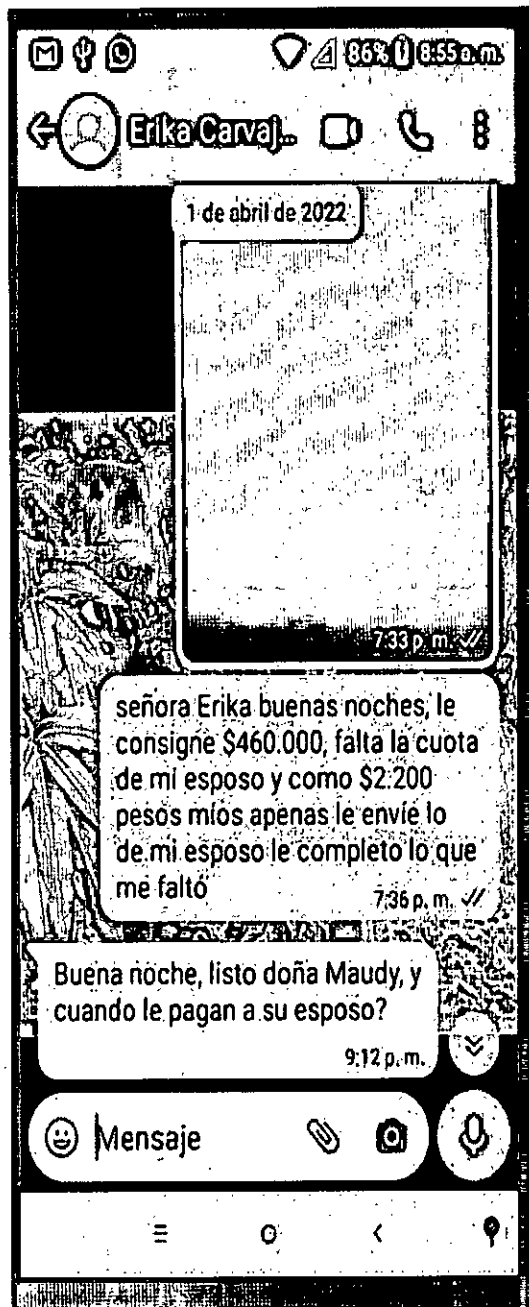 86% 8:55 a. m.
Erika Carvaj...
1 de abril de 2022
7:33 p. m.
señora Erika buenas noches, le
consigne $460.000, falta la cuota
de mi esposo y como $2.200
pesos míos apenas le envíe lo
de mi esposo le completo lo que
me faltó
7:36 p. m.
Buena noche, listo doña Maudy, y
cuando le pagan a su esposo?
9:12 p. m.
Mensaje